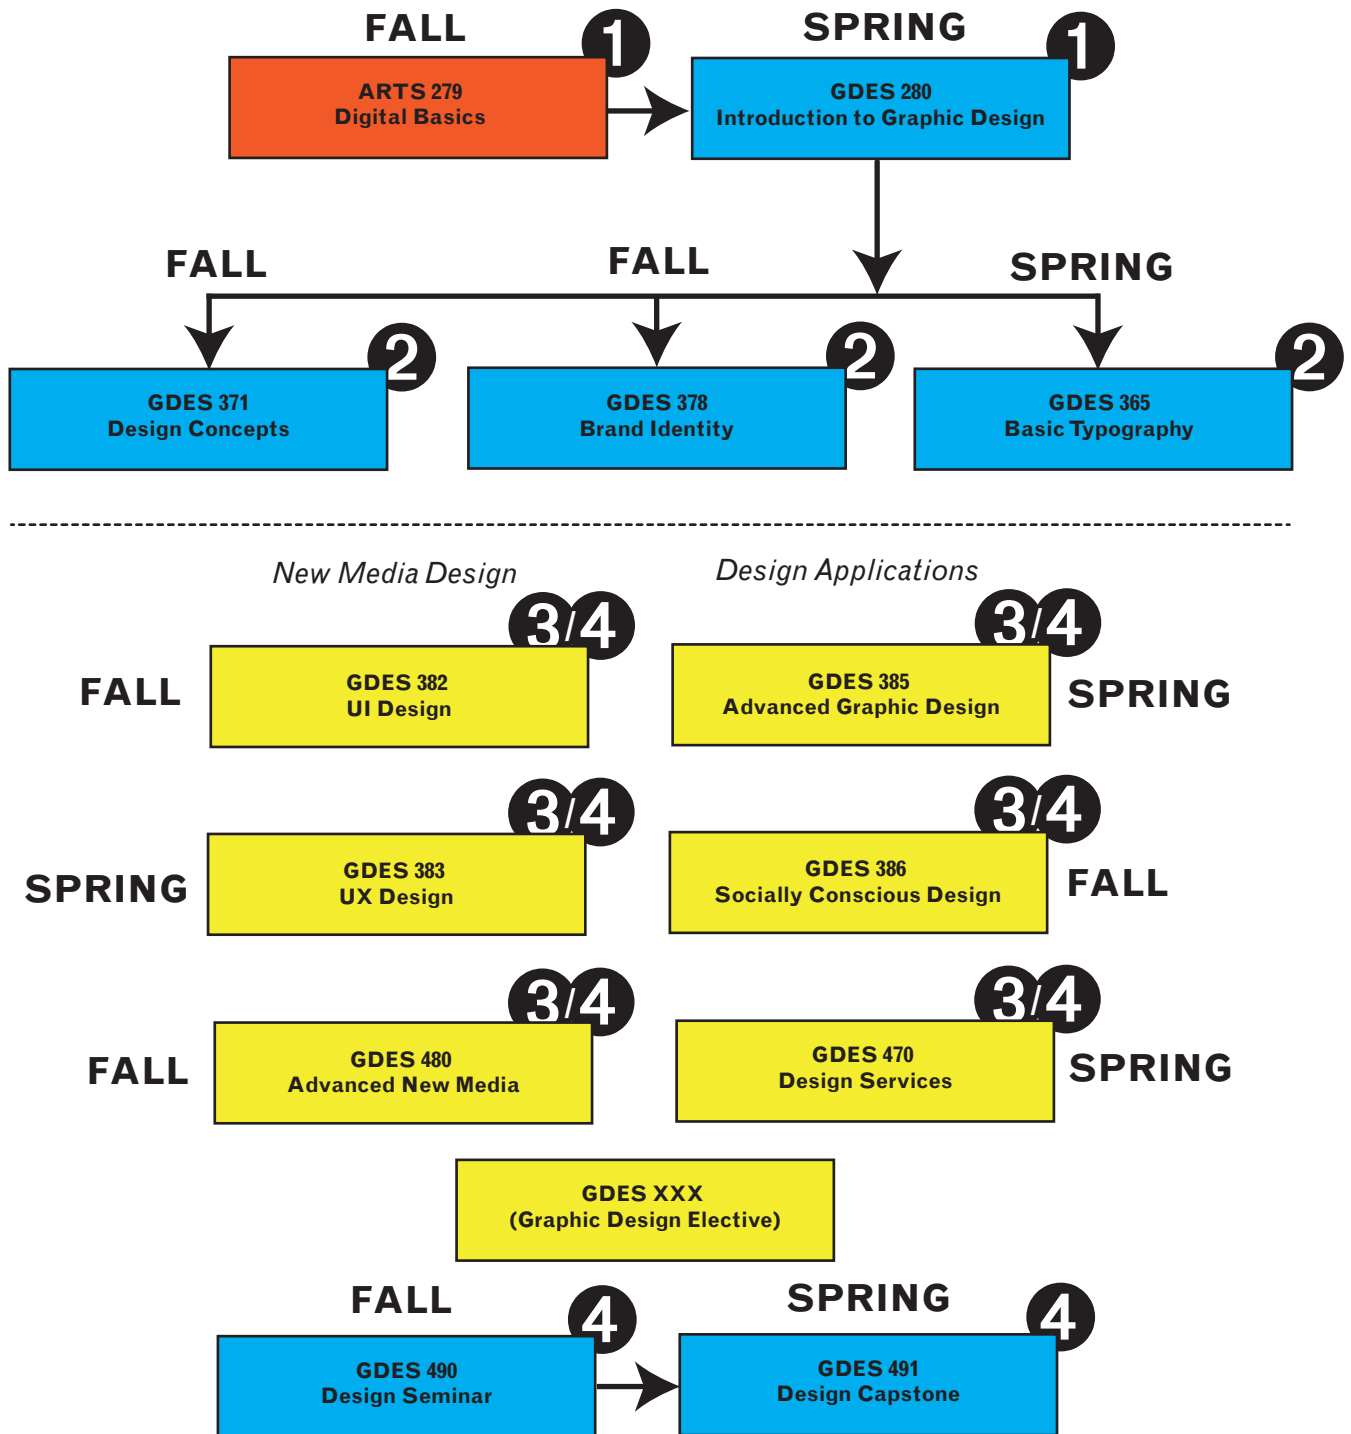 FALL
SPRING
1
1
ARTS 279
Digital Basics
GDES 280
Introduction to Graphic Design
FALL
FALL
SPRING
2
2
2
GDES 371
Design Concepts
GDES 378
Brand Identity
GDES 365
Basic Typography
New Media Design
Design Applications
3/4
3/4
FALL
GDES 382
UI Design
GDES 385
Advanced Graphic Design
SPRING
3/4
3/4
SPRING
GDES 383
UX Design
GDES 386
Socially Conscious Design
FALL
3/4
3/4
FALL
GDES 480
Advanced New Media
GDES 470
Design Services
SPRING
GDES XXX
(Graphic Design Elective)
FALL
SPRING
4
4
GDES 490
Design Seminar
GDES 491
Design Capstone